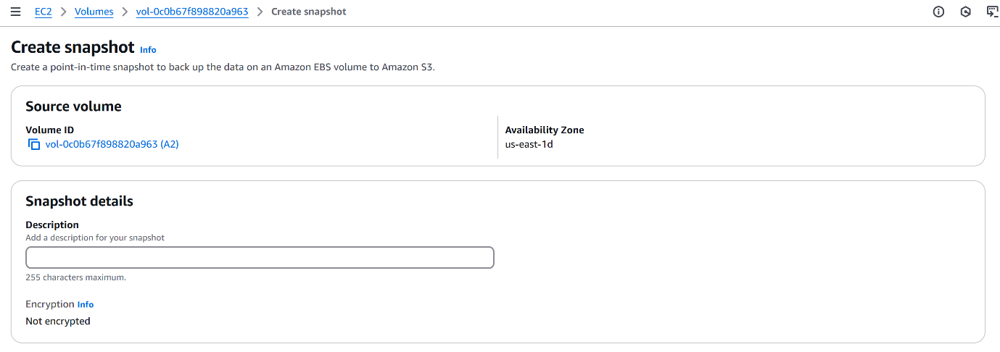 EC2 > Volumes > vol-0c0b67f898820a963 > Create snapshot
Create snapshot Info
Create a point-in-time snapshot to back up the data on an Amazon EBS volume to Amazon S3.
Source volume
Volume ID
vol-0c0b67f898820a963 (A2)
Availability Zone
us-east-1d
Snapshot details
Description
Add a description for your snapshot
255 characters maximum.
Encryption Info
Not encrypted